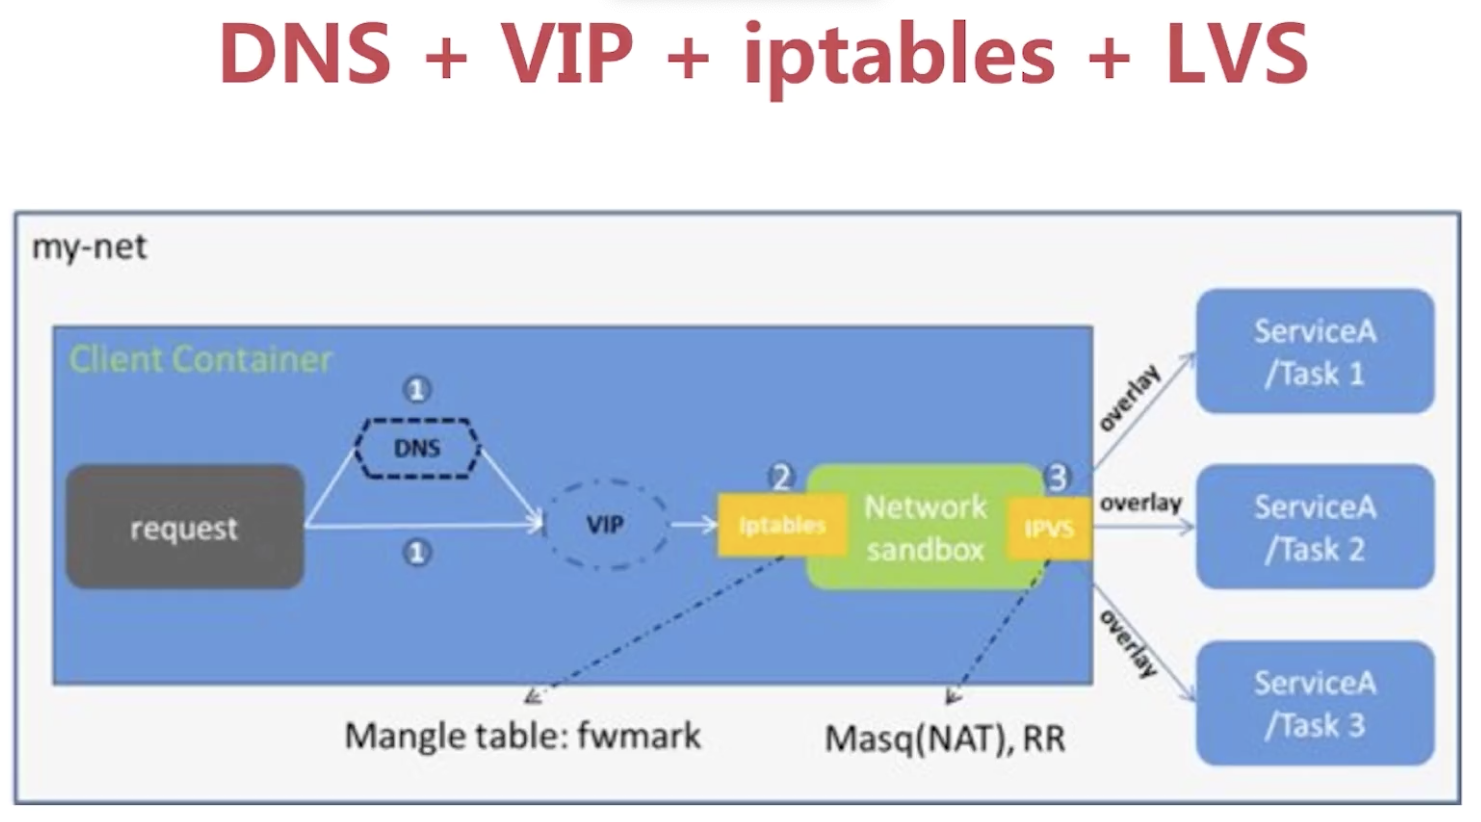 DNS + VIP + iptables + LVS
my-net
Client Container
1
DNS
request
1
VIP
2
Iptables
Network
sandbox
3
IPVS
overlay
overlay
overlay
ServiceA
/Task 1
ServiceA
/Task 2
ServiceA
/Task 3
Mangle table: fwmark
Masq(NAT), RR